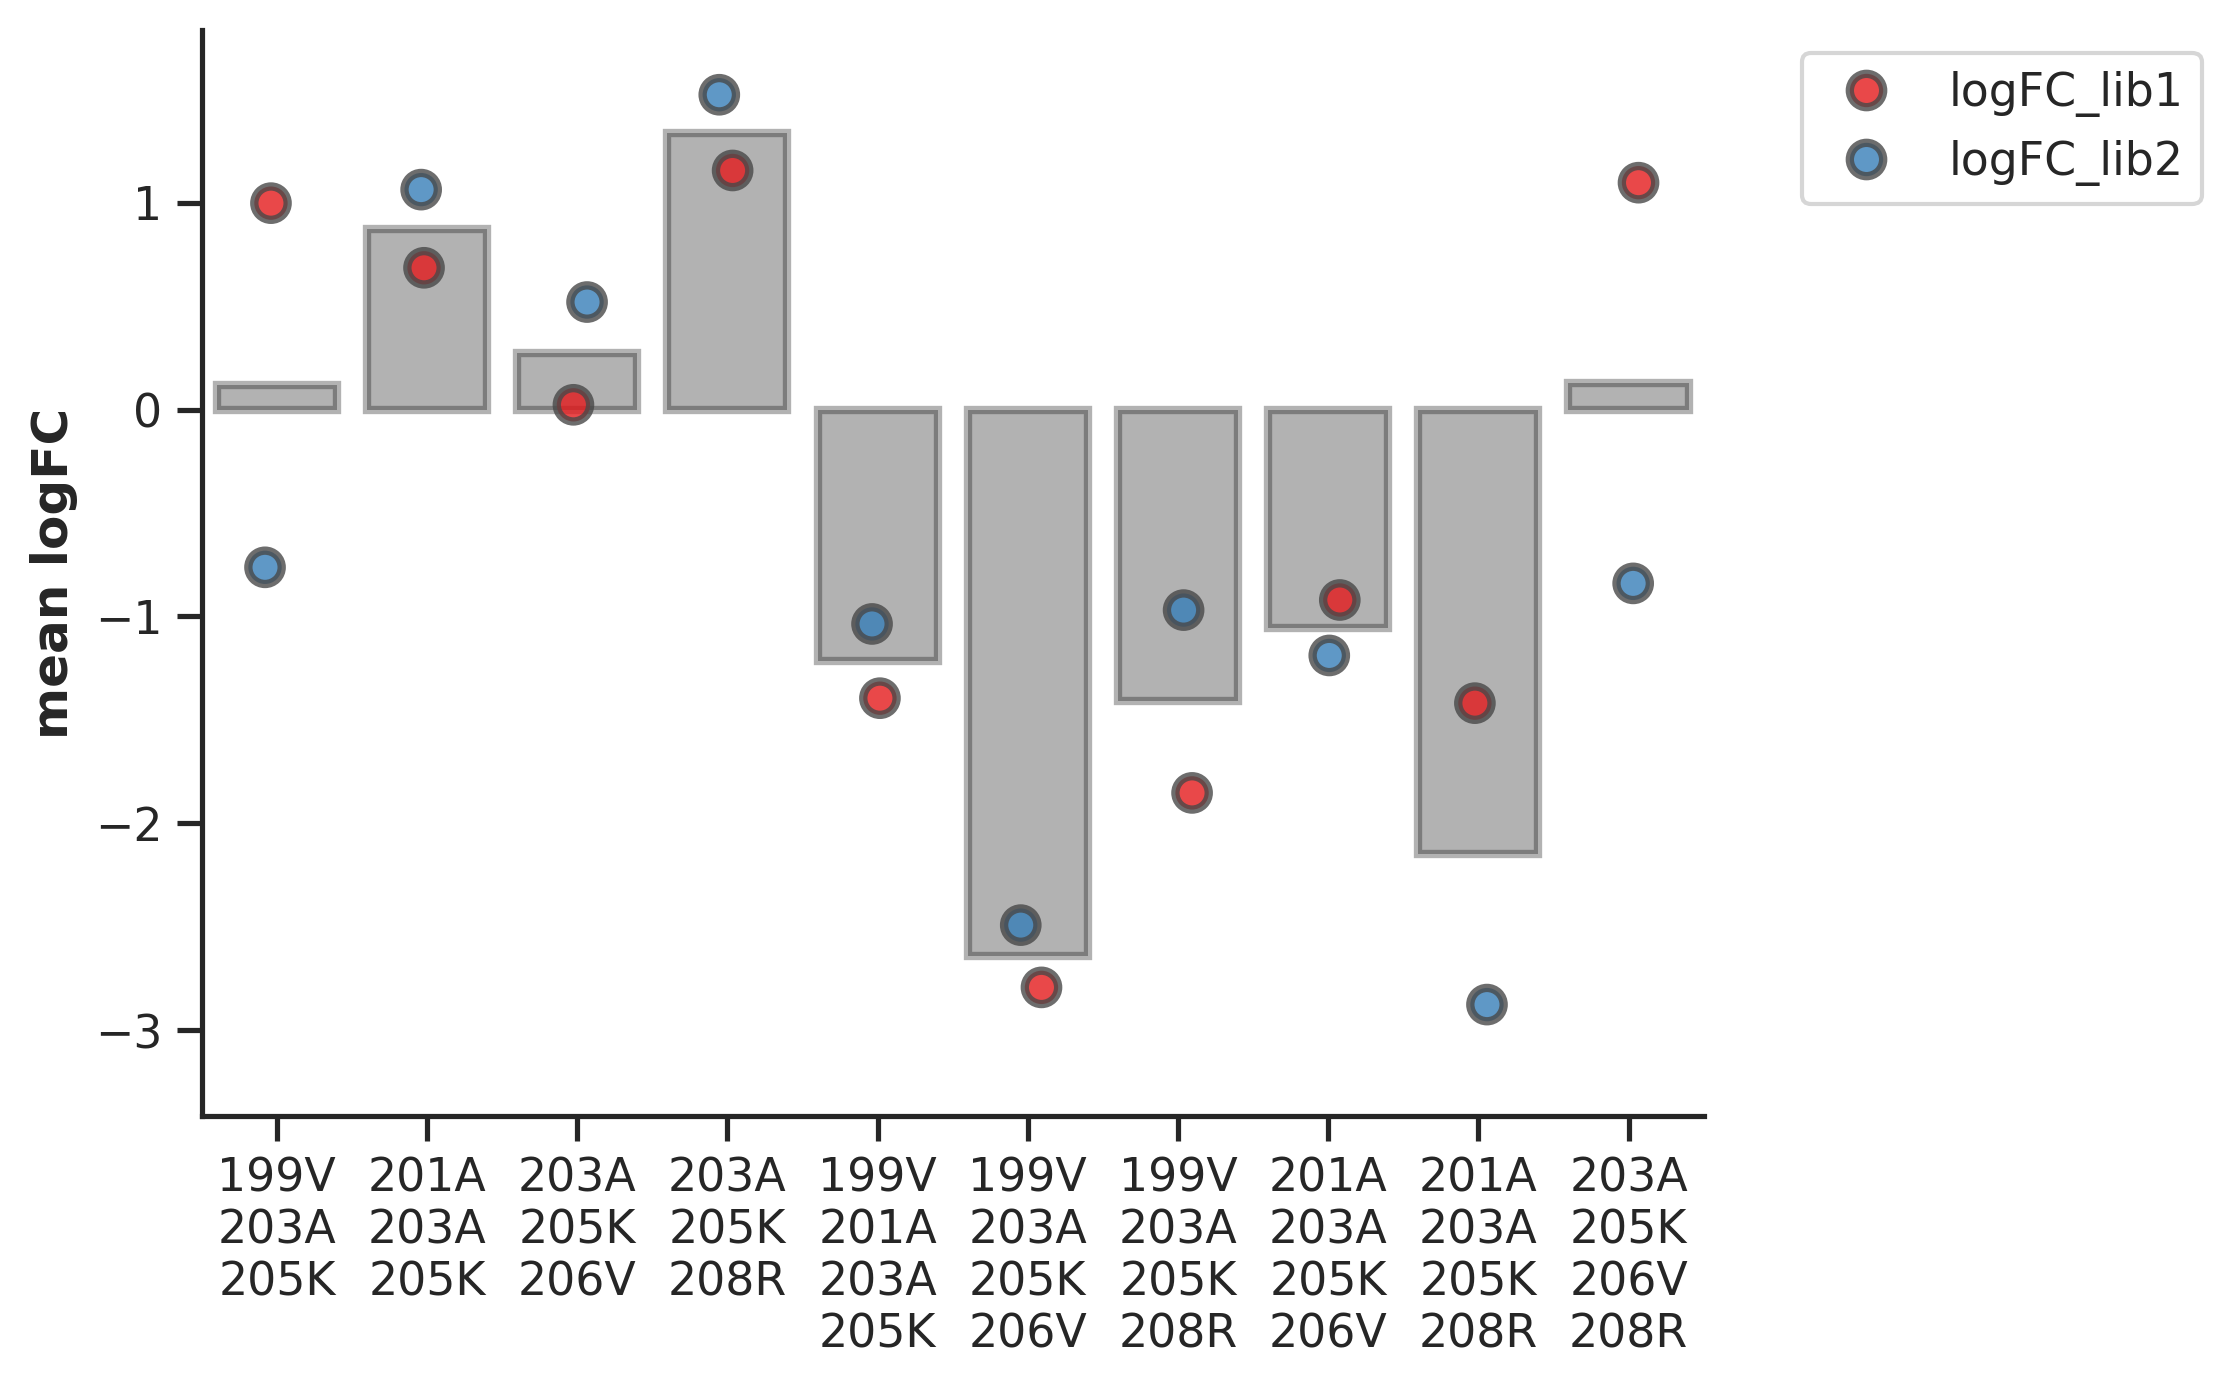 logFC_lib1
logFC_lib2
mean logFC
1
0
−1
−2
−3
199V 201A 203A 203A 199V 199V 199V 201A 201A 203A
203A 203A 205K 205K 201A 203A 203A 203A 203A 205K
205K 205K 206V 208R 203A 205K 205K 205K 205K 206V
205K 206V 208R 206V 208R 208R